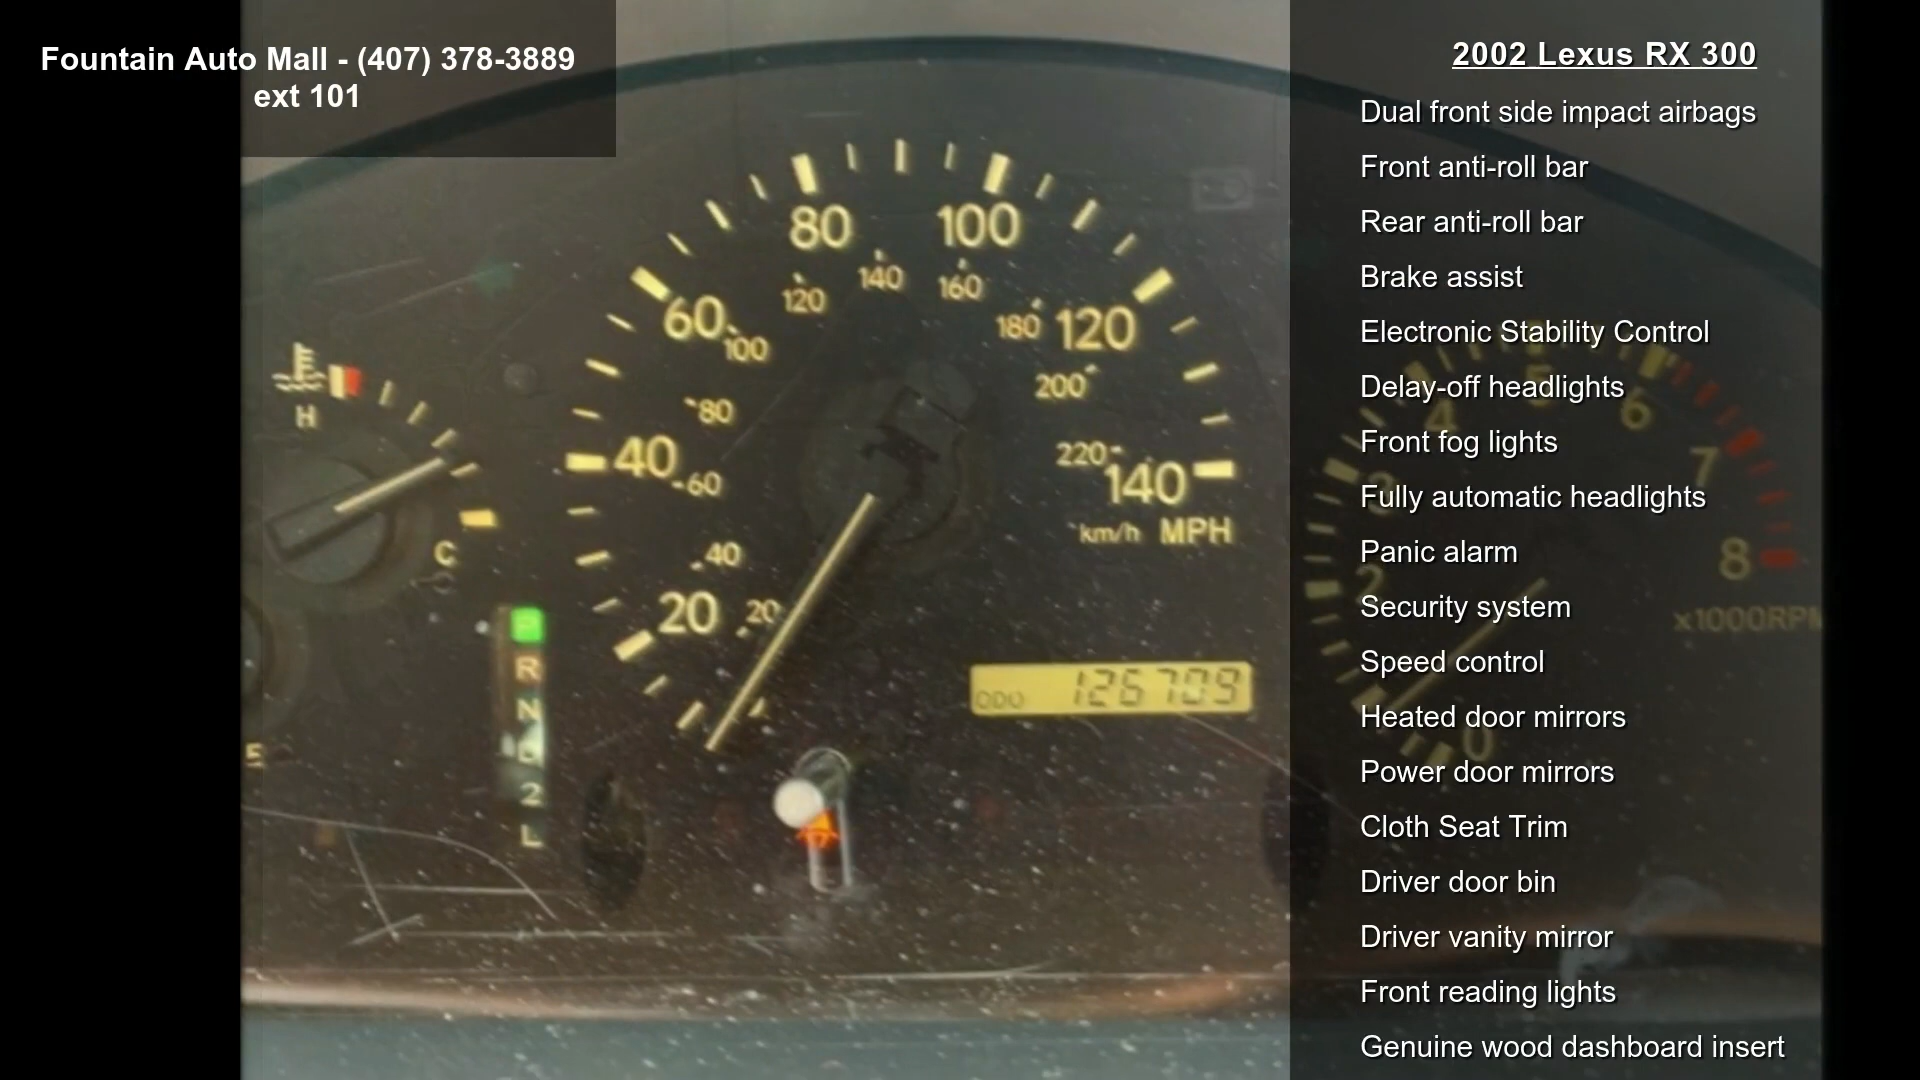 Fountain Auto Mall - (407) 378-3889
ext 101
2002 Lexus RX 300
Dual front side impact airbags
Front anti-roll bar
Rear anti-roll bar
Brake assist
Electronic Stability Control
Delay-off headlights
Front fog lights
Fully automatic headlights
Panic alarm
Security system
Speed control
Heated door mirrors
Power door mirrors
Cloth Seat Trim
Driver door bin
Driver vanity mirror
Front reading lights
Genuine wood dashboard insert
80 100
120 140 160
60 100 180 120
80 200
40 60 220 140
km/h MPH
40
20 20
ODO 126709
H
C
E
P
R
N
D
2
L
4 5 6
3 7
2 8
x1000RPM
0